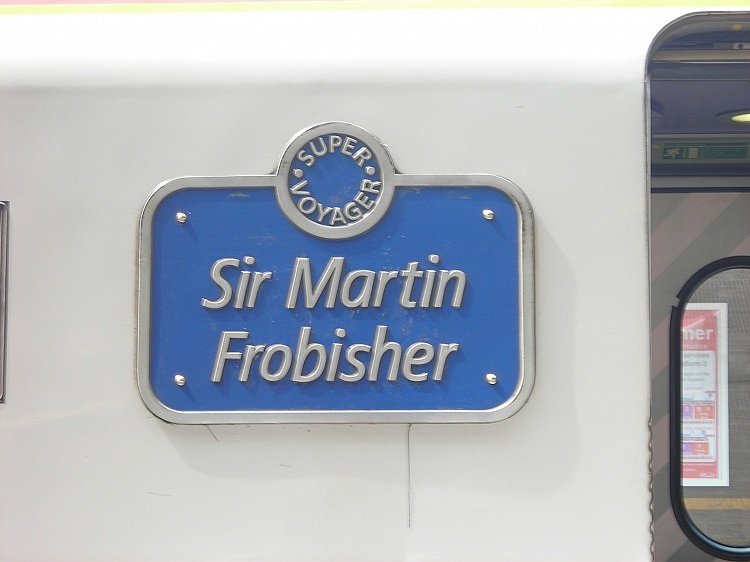 SUPER
VOYAGER
Sir Martin
Frobisher